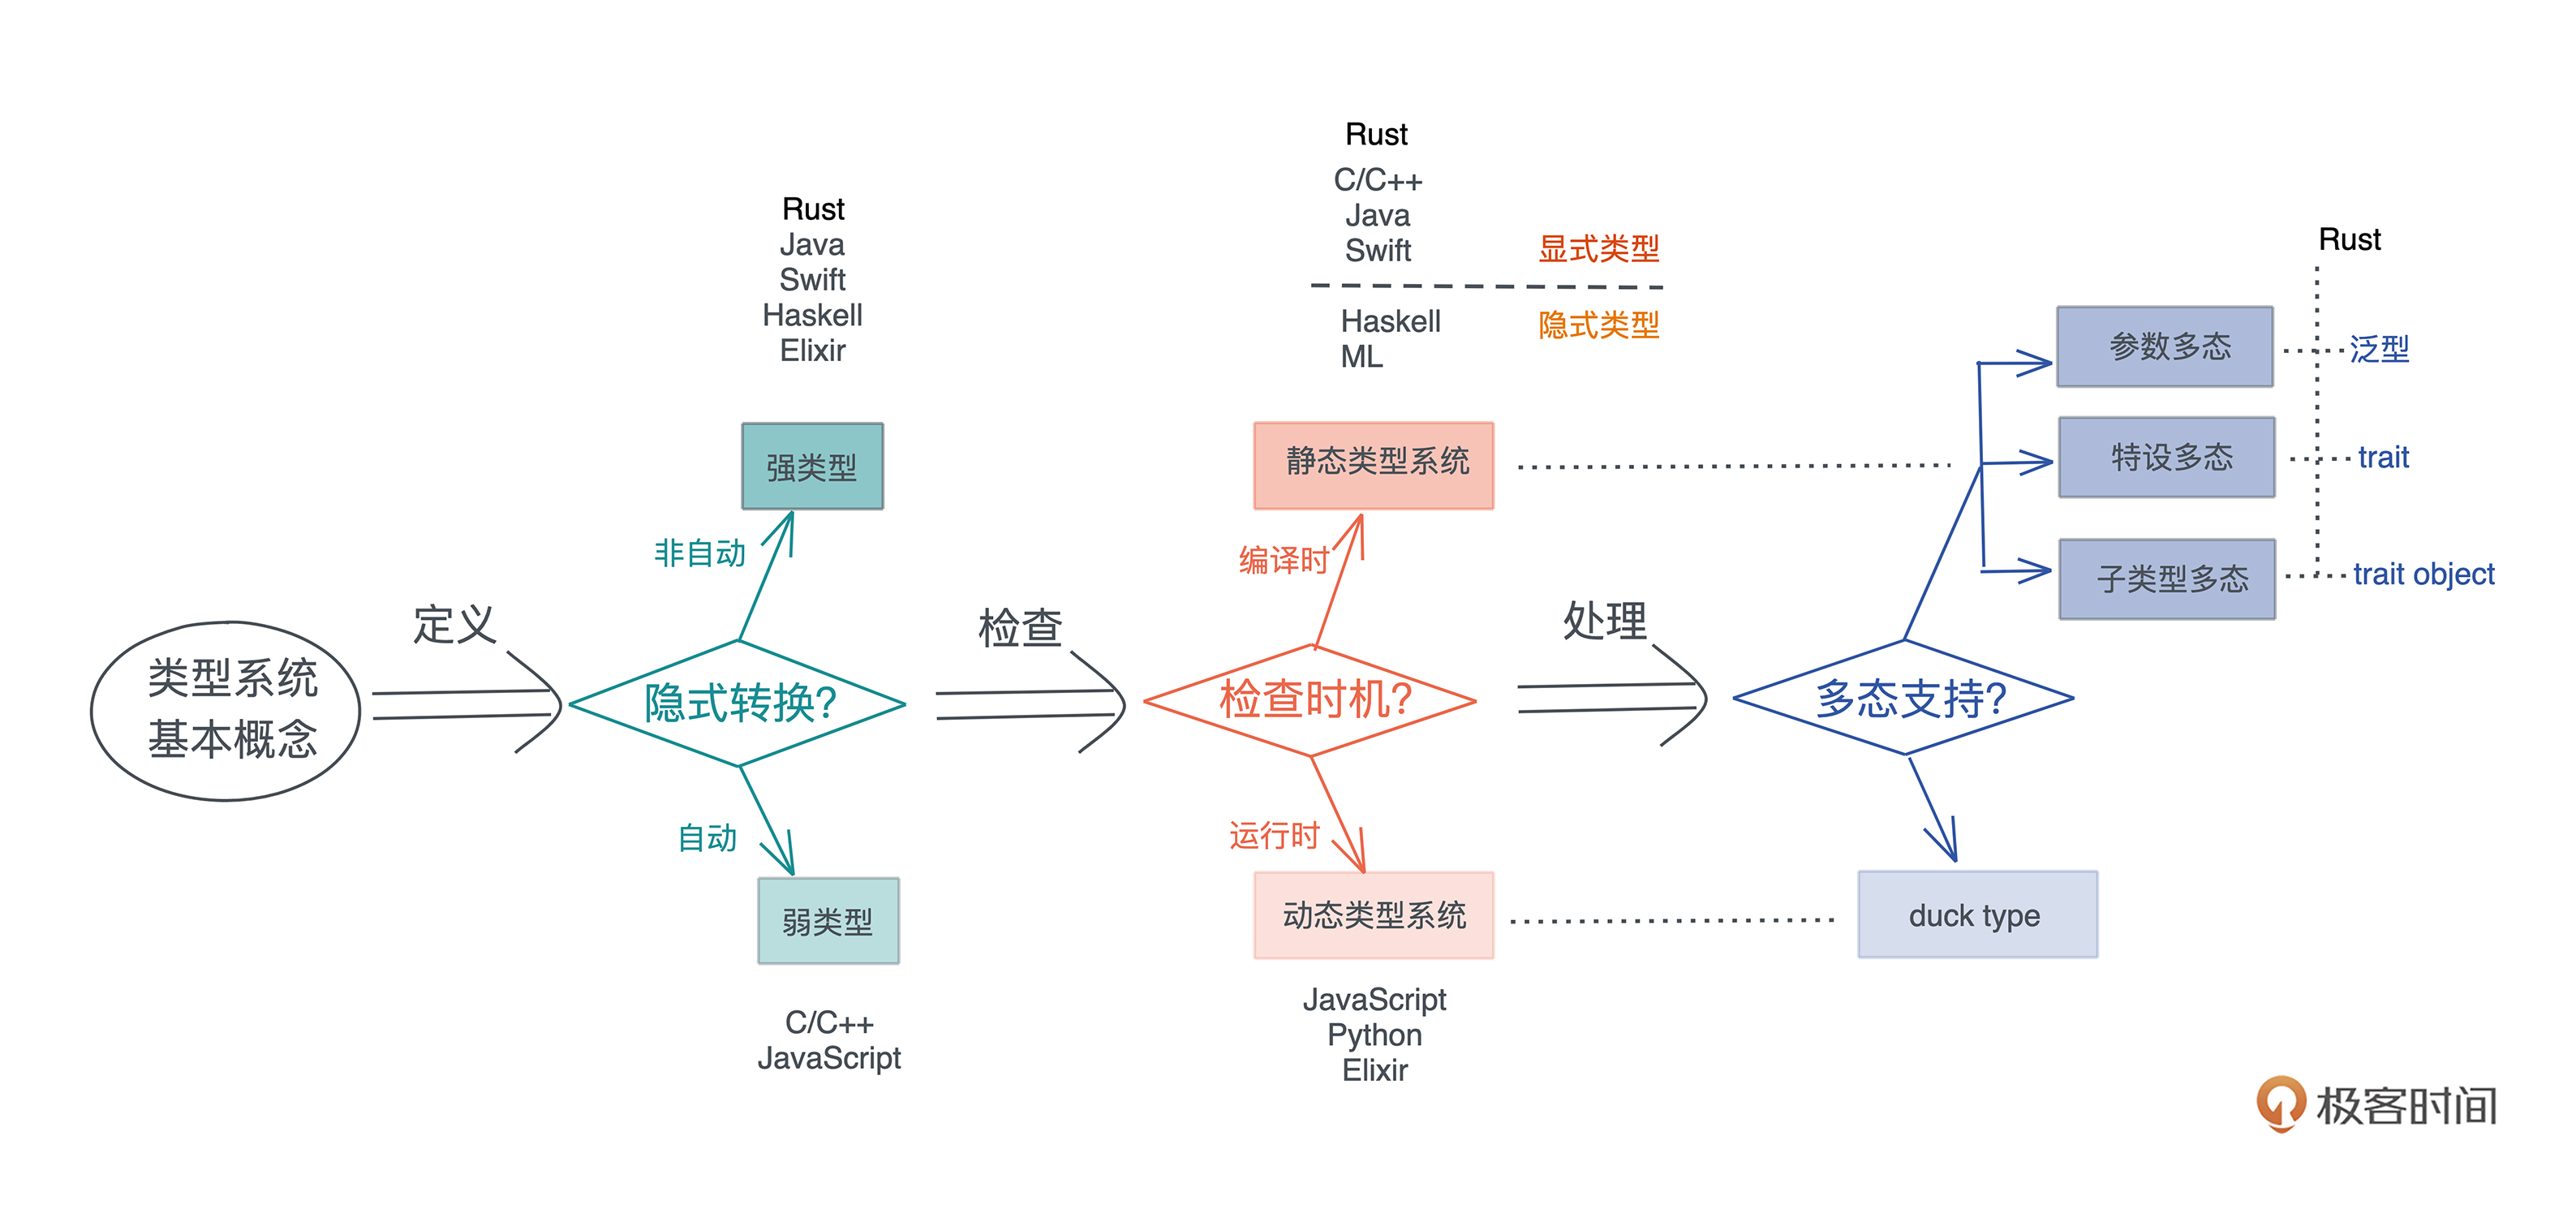 类型系统
基本概念
定义
隐式转换?
非自动
强类型
Rust
Java
Swift
Haskell
Elixir
自动
弱类型
C/C++
JavaScript
检查
检查时机?
编译时
静态类型系统
Rust
C/C++
Java
Swift
显式类型
Haskell
ML
隐式类型
运行时
动态类型系统
JavaScript
Python
Elixir
处理
多态支持?
Rust
参数多态
泛型
特设多态
trait
子类型多态
trait object
duck type
极客时间